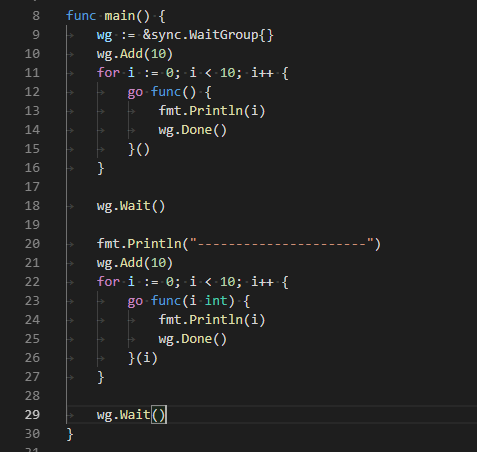 8 func main() {
9 wg := &sync.WaitGroup{}
10 wg.Add(10)
11 for i := 0; i < 10; i++ {
12 go func() {
13 fmt.Println(i)
14 wg.Done()
15 }()
16 }
17
18 wg.Wait()
19
20 fmt.Println("----------------------")
21 wg.Add(10)
22 for i := 0; i < 10; i++ {
23 go func(i int) {
24 fmt.Println(i)
25 wg.Done()
26 }(i)
27 }
28
29 wg.Wait()
30 }